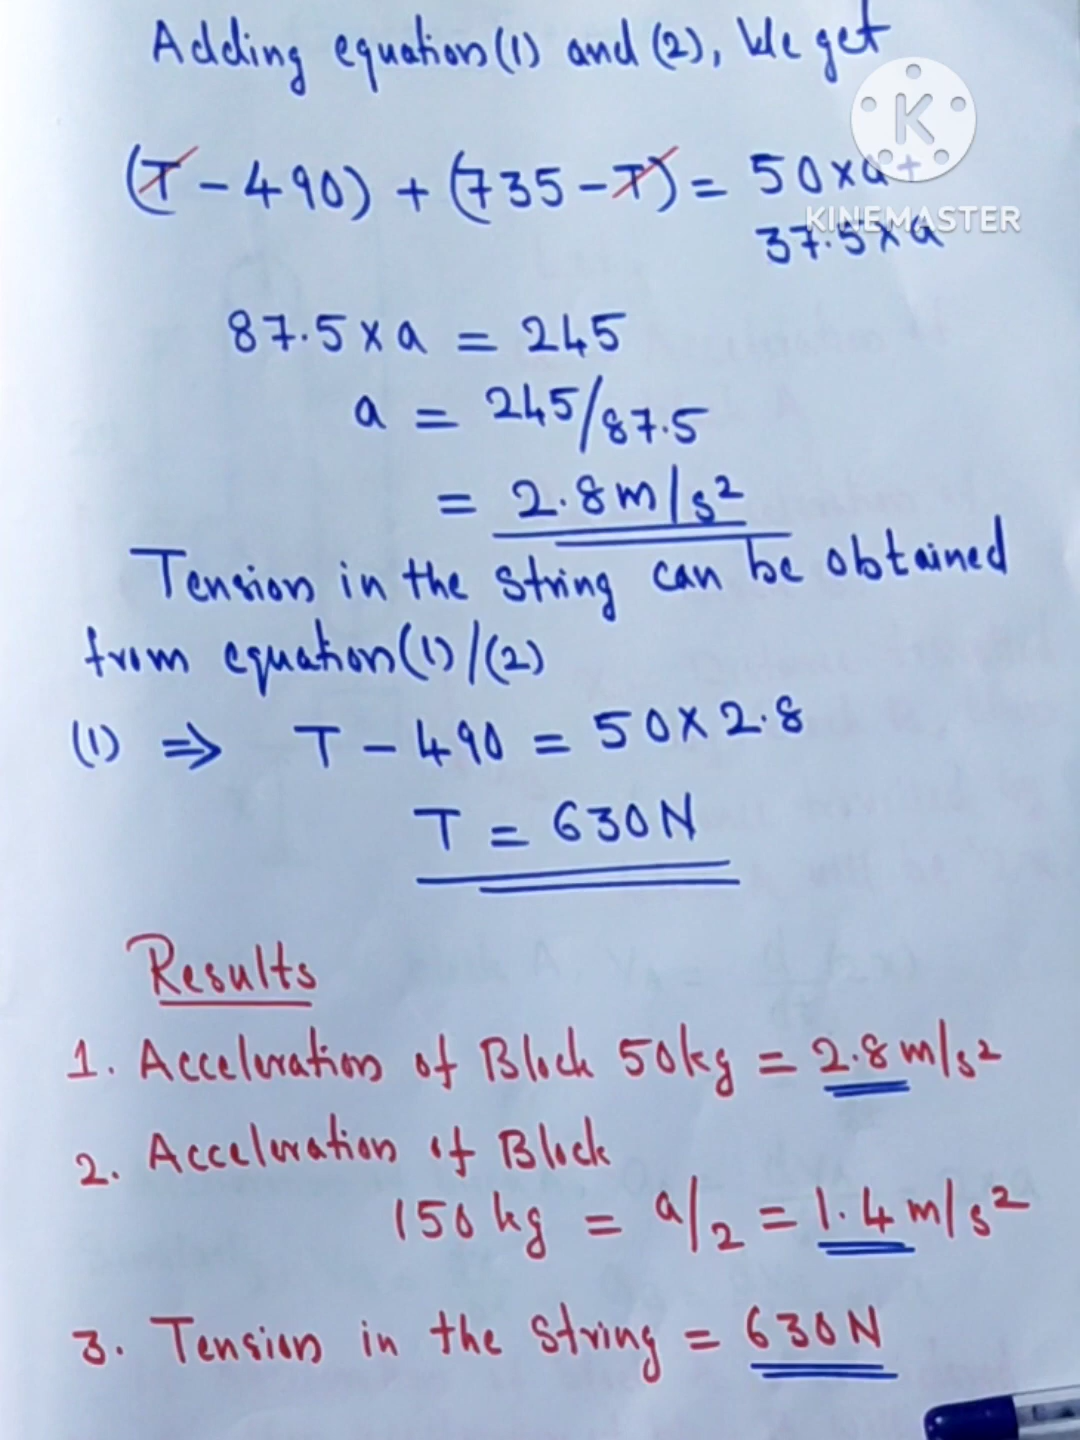 Adding equation(1) and (2), We get
K
(T - 490) + (735 - T) = 50 x a +
KINEMASTER
37.5 x a
87.5 x a = 245
a = 245/87.5
= 2.8 m/s²
Tension in the string can be obtained
from equation(1)/(2)
(1) ⇒ T - 490 = 50 x 2.8
T = 630 N
Results
1. Acceleration of Block 50kg = 2.8 m/s²
2. Acceleration of Block
150 kg = a/2 = 1.4 m/s²
3. Tension in the string = 630 N